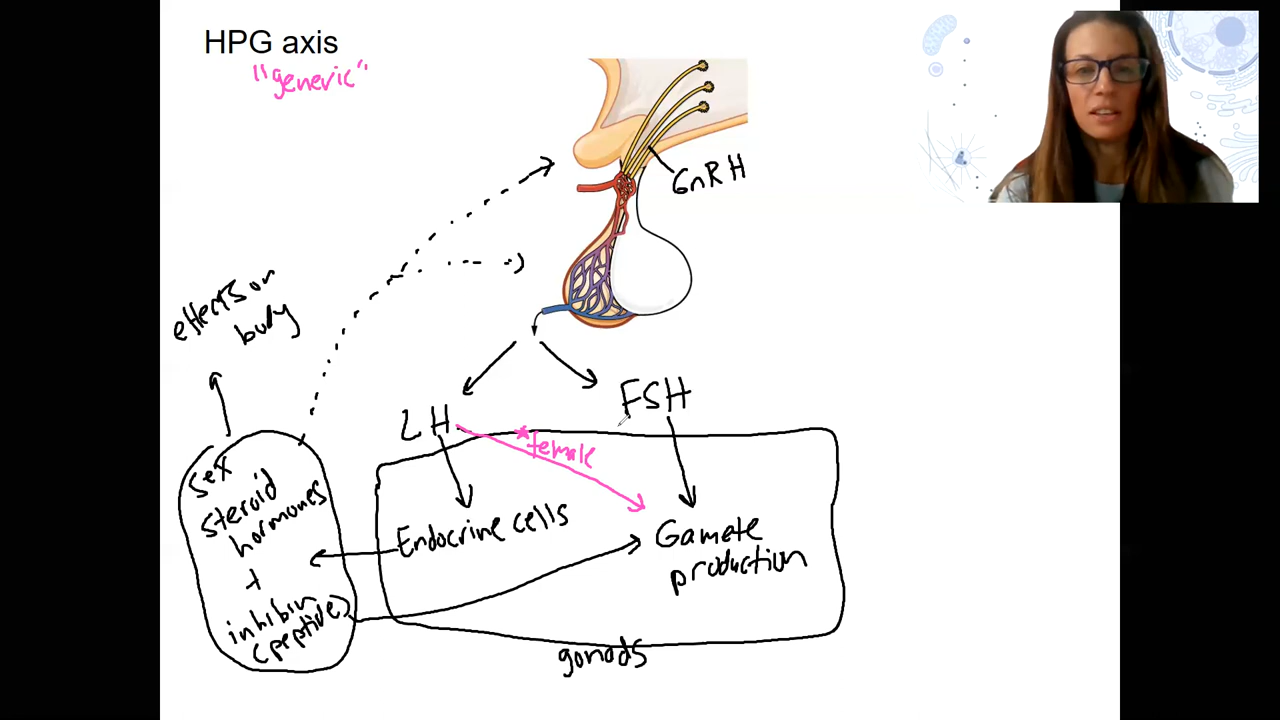 HPG axis
"generic"
GnRH
effects on
body
LH
FSH
*female
sex
steroid
hormones
+
inhibin
(peptide)
Endocrine cells
Gamete
production
gonads